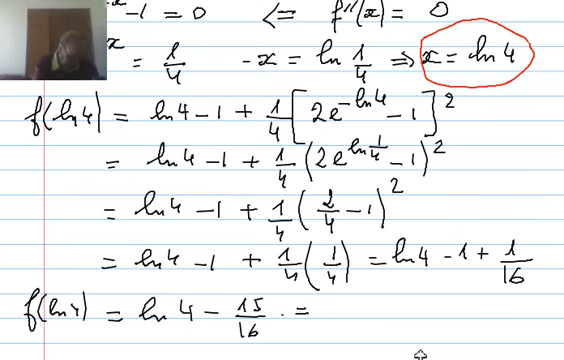 -1 = 0 <= f''(x) = 0
x = 1/4 -x = ln 1/4 => x = ln 4
f(ln 4) = ln 4 - 1 + 1/4 [2e^{-ln 4} - 1]^2
= ln 4 - 1 + 1/4 (2e^{ln 1/4} - 1)^2
= ln 4 - 1 + 1/4 (2/4 - 1)^2
= ln 4 - 1 + 1/4 (1/4) = ln 4 - 1 + 1/16
f(ln 4) = ln 4 - 15/16 . =